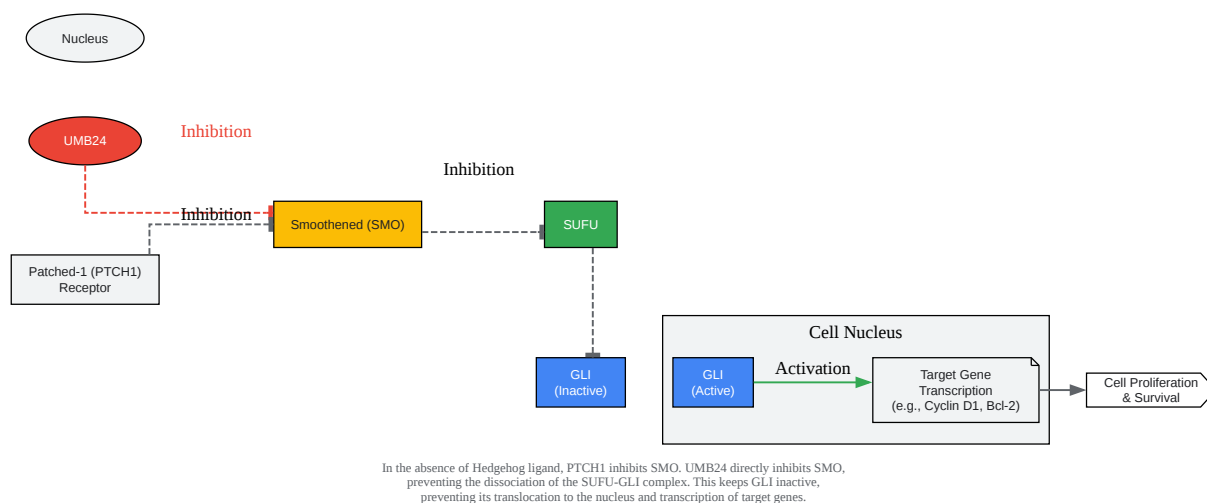 Nucleus
UMB24
Inhibition
Inhibition
Inhibition
Smoothened (SMO)
SUFU
Patched-1 (PTCH1)
Receptor
Cell Nucleus
GLI
(Inactive)
GLI
(Active)
Activation
Target Gene
Transcription
(e.g., Cyclin D1, Bcl-2)
Cell Proliferation
& Survival
In the absence of Hedgehog ligand, PTCH1 inhibits SMO. UMB24 directly inhibits SMO,
preventing the dissociation of the SUFU-GLI complex. This keeps GLI inactive,
preventing its translocation to the nucleus and transcription of target genes.